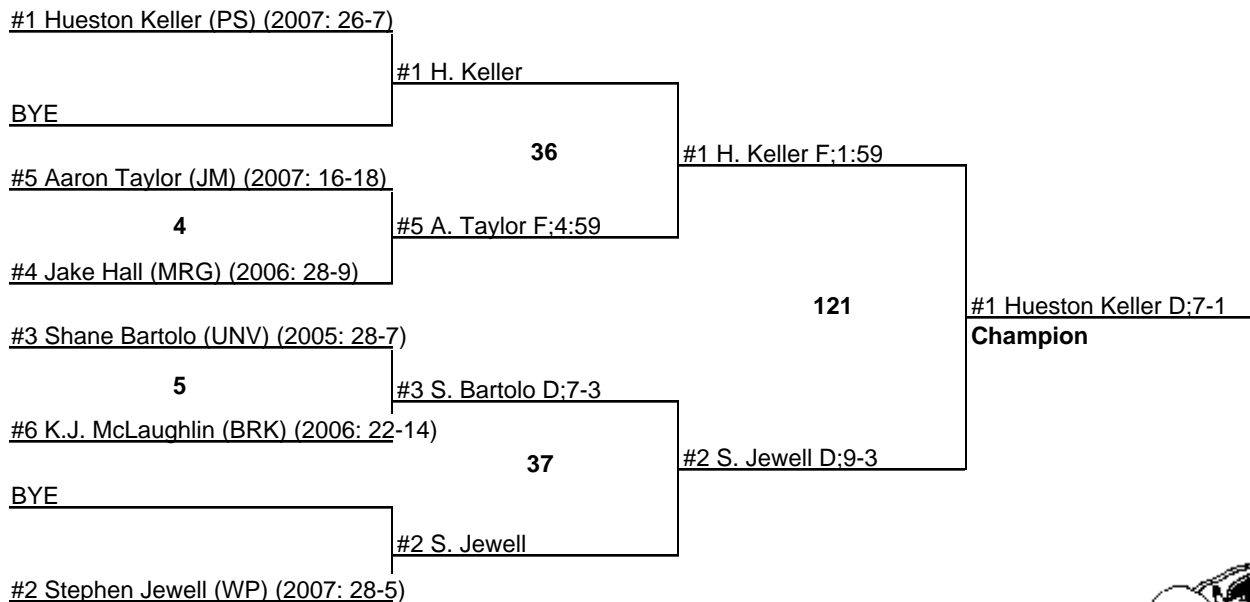 #1 Hueston Keller (PS) (2007: 26-7)
#1 H. Keller
BYE
36
#1 H. Keller F;1:59
#5 Aaron Taylor (JM) (2007: 16-18)
4
#5 A. Taylor F;4:59
#4 Jake Hall (MRG) (2006: 28-9)
121
#1 Hueston Keller D;7-1
#3 Shane Bartolo (UNV) (2005: 28-7)
Champion
5
#3 S. Bartolo D;7-3
#6 K.J. McLaughlin (BRK) (2006: 22-14)
37
#2 S. Jewell D;9-3
BYE
#2 S. Jewell
#2 Stephen Jewell (WP) (2007: 28-5)